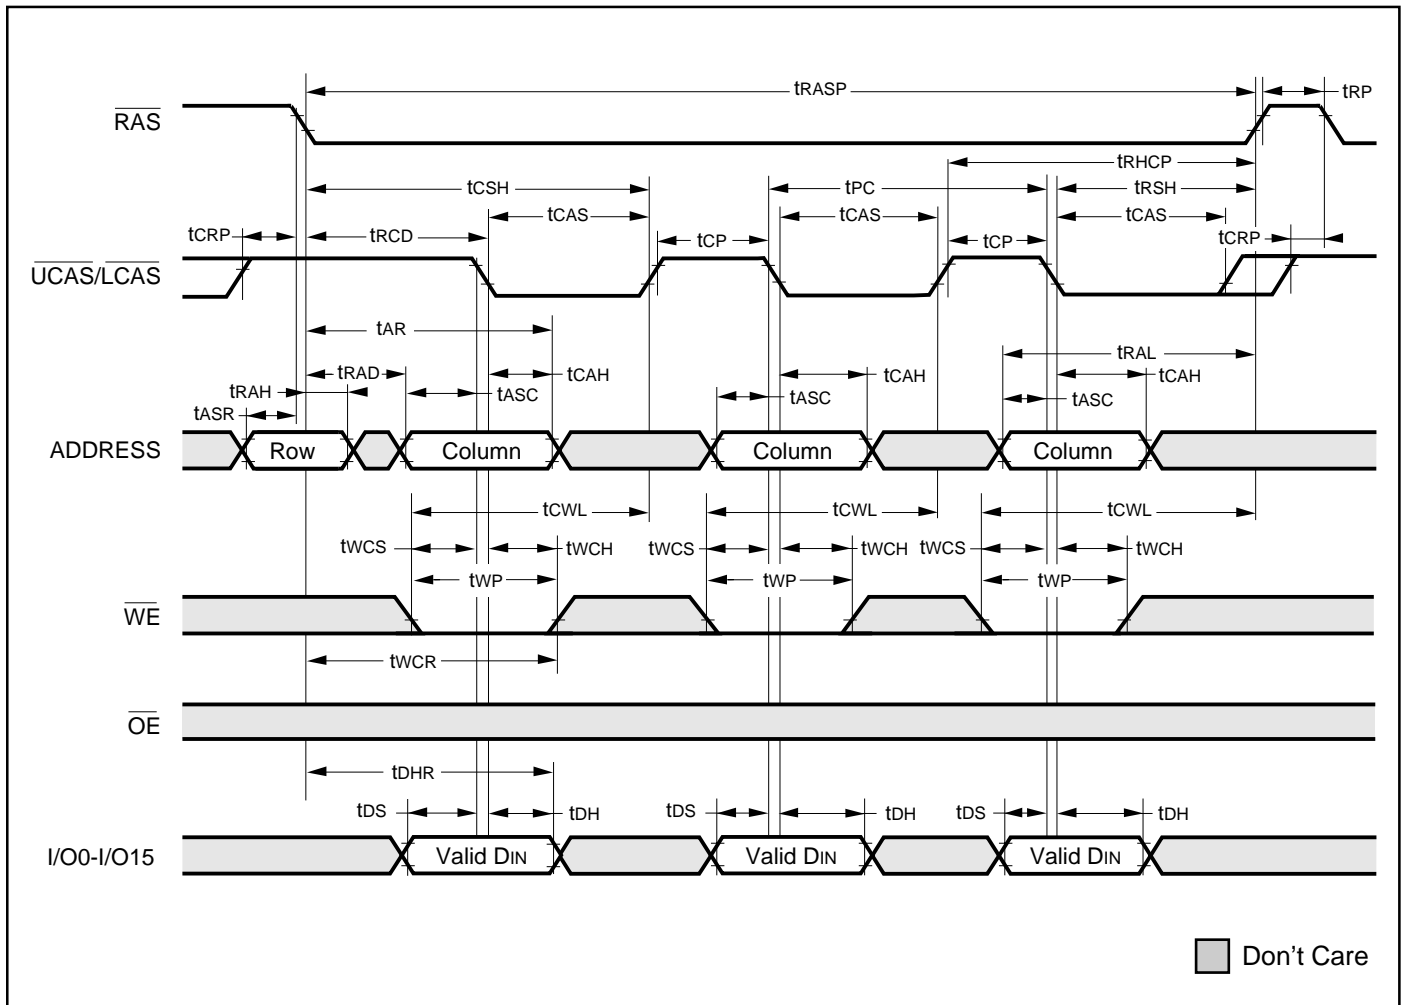 tRASP
tRP
RAS
tRHCP
tCSH
tPC
tRSH
tCAS
tCAS
tCAS
tCRP
tRCD
tCP
tCP
tCRP
UCAS/LCAS
tAR
tRAL
tRAD
tCAH
tCAH
tCAH
tRAH
tASC
tASC
tASC
tASR
ADDRESS
Row
Column
Column
Column
tCWL
tCWL
tCWL
tWCS
tWCH
tWCS
tWCH
tWCS
tWCH
tWP
tWP
tWP
WE
tWCR
OE
tDHR
tDS
tDH
tDS
tDH
tDS
tDH
I/O0-I/O15
Valid DIN
Valid DIN
Valid DIN
Don't Care